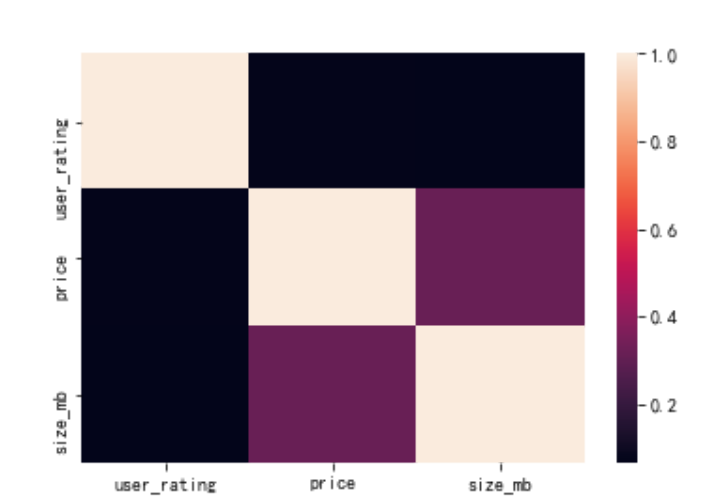 user_rating
price
size_mb
user_rating
price
size_mb
1.0
0.8
0.6
0.4
0.2